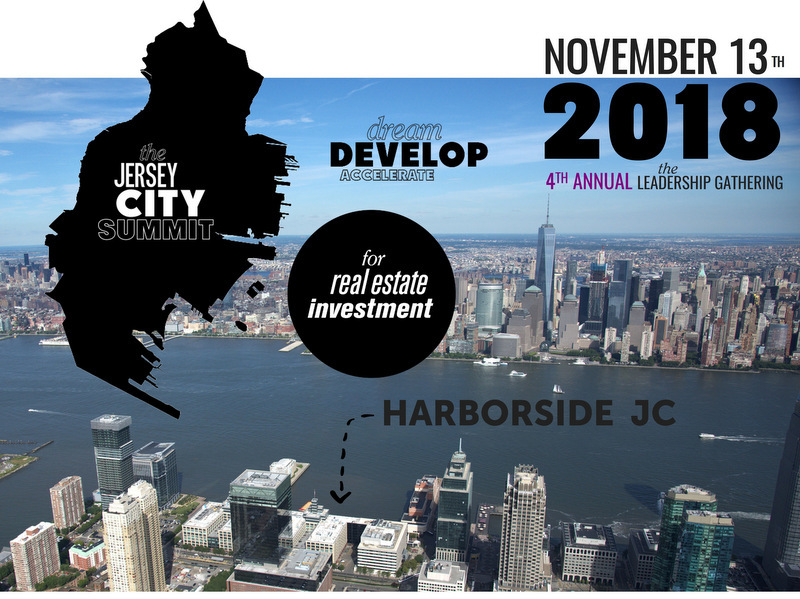 NOVEMBER 13TH
2018
4TH ANNUAL the LEADERSHIP GATHERING
dream
DEVELOP
ACCELERATE
the
JERSEY
CITY
SUMMIT
for
real estate
investment
HARBORSIDE JC